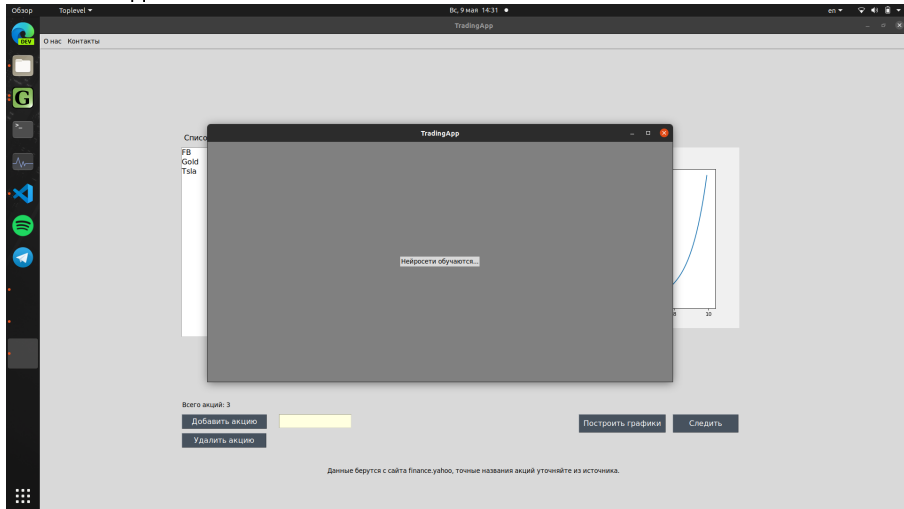 Обзор
Toplevel
Вс, 9 мая 14:31
en
TradingApp
О нас Контакты
DEV
TradingApp
FB
Gold
Tsla
Нейросети обучаются...
8 10
Всего акций: 3
Добавить акцию
Построить графики
Следить
Удалить акцию
Данные берутся с сайта finance.yahoo, точные названия акций уточняйте из источника.